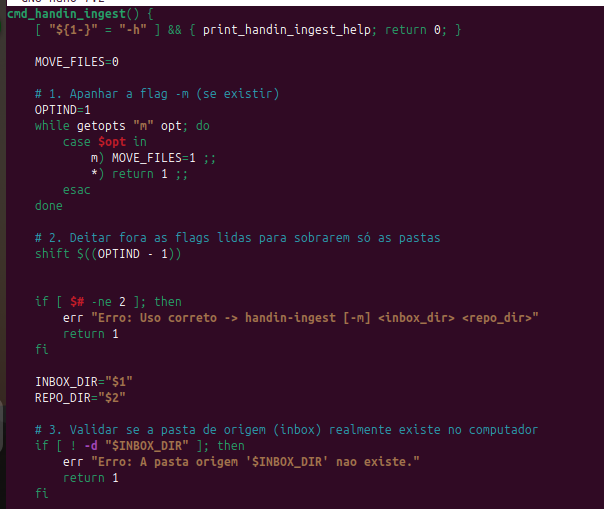 cmd_handin_ingest() {
    [ "${1-}" = "-h" ] && { print_handin_ingest_help; return 0; }
    MOVE_FILES=0
    # 1. Apanhar a flag -m (se existir)
    OPTIND=1
    while getopts "m" opt; do
        case $opt in
            m) MOVE_FILES=1 ;;
            *) return 1 ;;
        esac
    done
    # 2. Deitar fora as flags lidas para sobrarem só as pastas
    shift $((OPTIND - 1))
    if [ $# -ne 2 ]; then
        err "Erro: Uso correto -> handin-ingest [-m] <inbox_dir> <repo_dir>"
        return 1
    fi
    INBOX_DIR="$1"
    REPO_DIR="$2"
    # 3. Validar se a pasta de origem (inbox) realmente existe no computador
    if [ ! -d "$INBOX_DIR" ]; then
        err "Erro: A pasta origem '$INBOX_DIR' nao existe."
        return 1
    fi